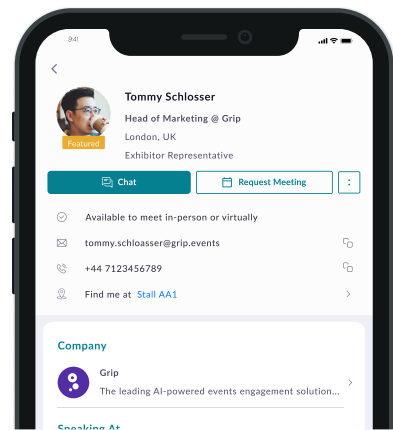 9:41
Tommy Schlosser
Head of Marketing @ Grip
London, UK
Featured
Exhibitor Representative
Chat
Request Meeting
Available to meet in-person or virtually
tommy.schloasser@grip.events
+44 7123456789
Find me at Stall AA1
Company
Grip
The leading AI-powered events engagement solution...
Speaking At